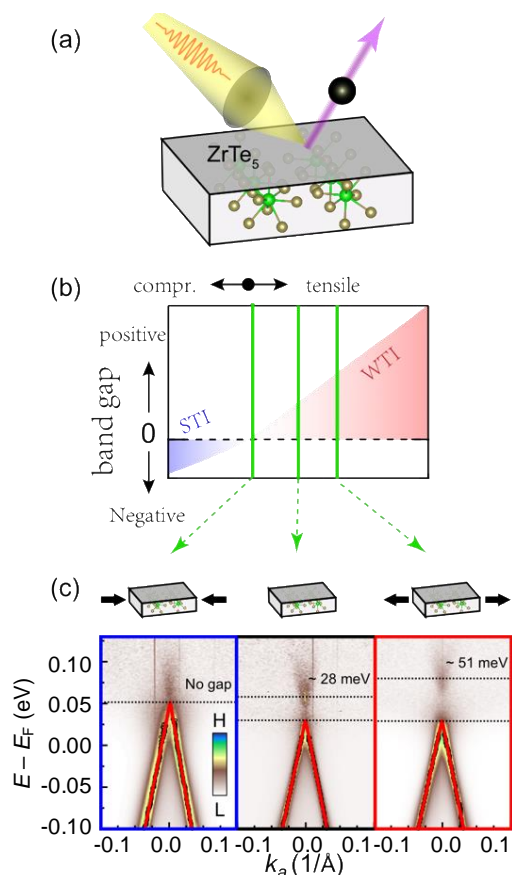 (a)
ZrTe5
(b)
compr. tensile
positive
band gap
0
Negative
STI
WTI
(c)
No gap
~ 28 meV
~ 51 meV
H
L
E − EF (eV)
0.10
0.05
0.00
-0.05
-0.10
-0.1 0.0 0.1 -0.1 0.0 0.1 -0.1 0.0 0.1
ka (1/Å)